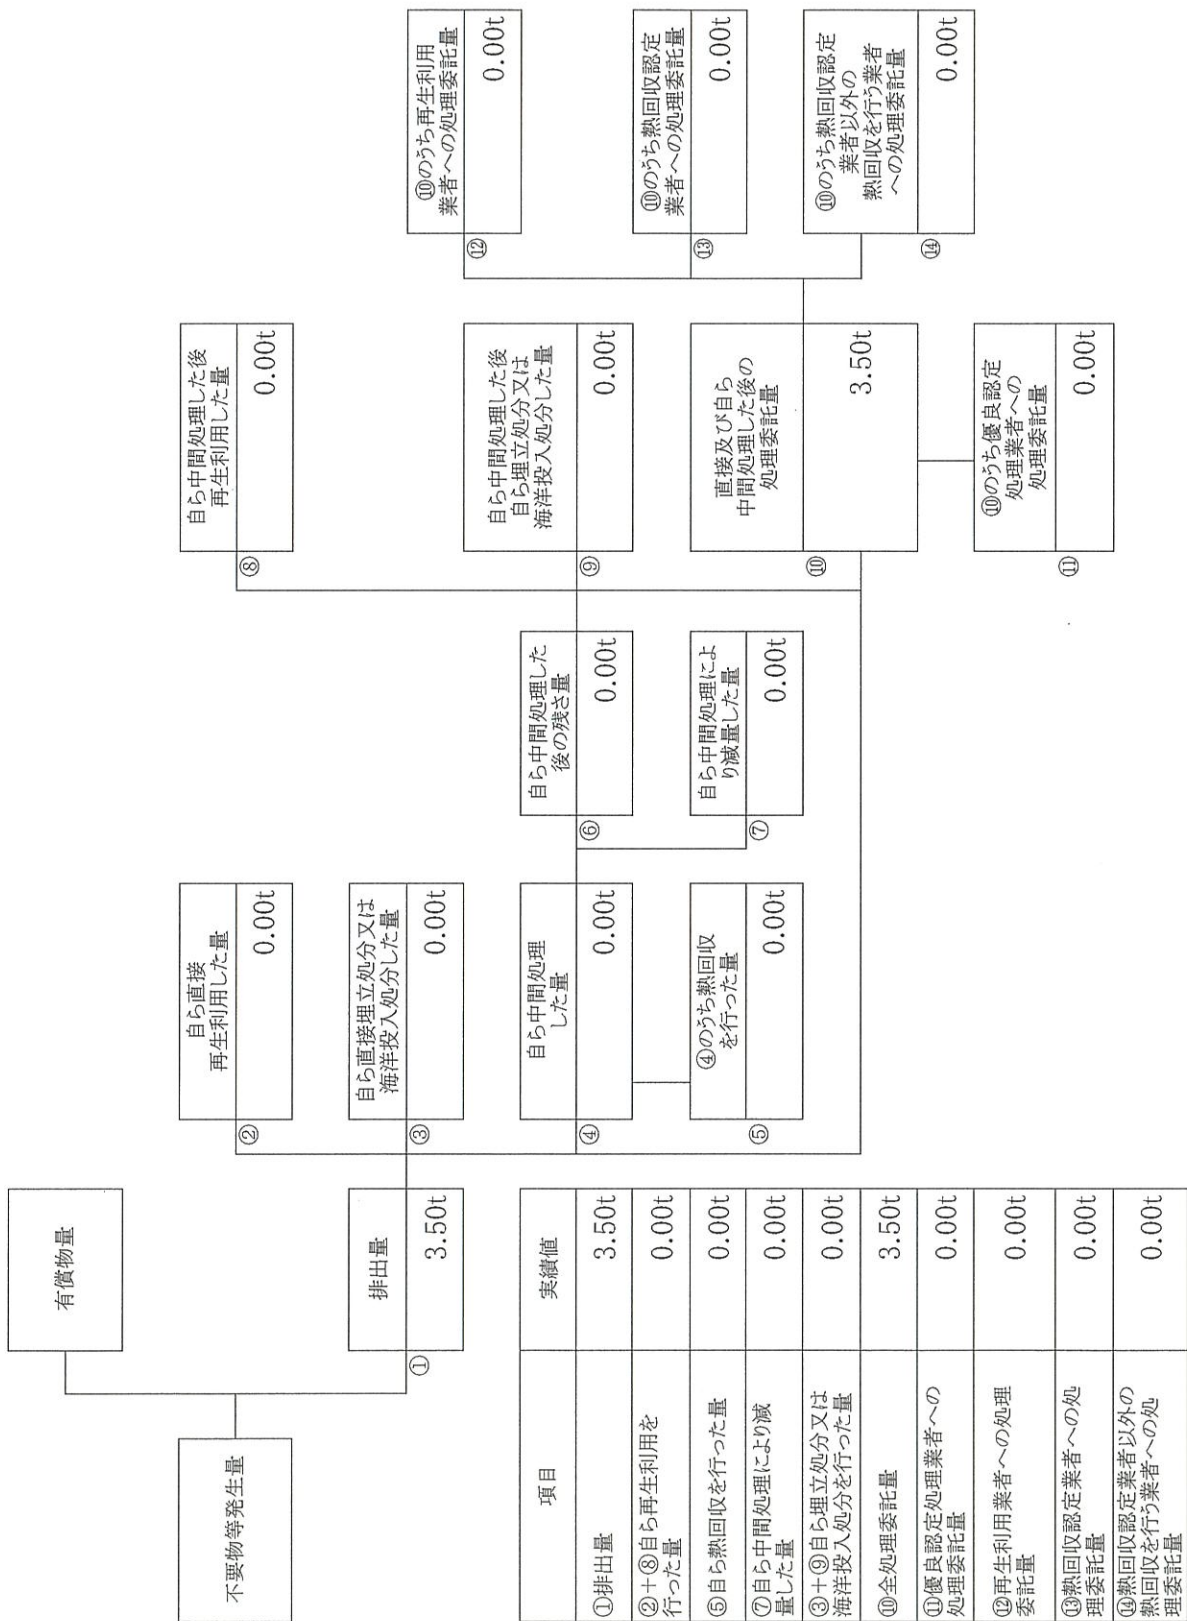 不要物等発生量
有償物量
①
排出量
3.50t
②
自ら直接
再生利用した量
0.00t
③
自ら直接埋立処分又は
海洋投入処分した量
0.00t
④
自ら中間処理
した量
0.00t
⑤
④のうち熱回収
を行った量
0.00t
⑥
自ら中間処理した
後の残さ量
0.00t
⑦
自ら中間処理によ
り減量した量
0.00t
⑧
自ら中間処理した後
再生利用した量
0.00t
⑨
自ら中間処理した後
自ら埋立処分又は
海洋投入処分した量
0.00t
⑩
直接及び自ら
中間処理した後の
処理委託量
3.50t
⑪
⑩のうち優良認定
処理業者への
処理委託量
0.00t
⑫
⑩のうち再生利用
業者への処理委託量
0.00t
⑬
⑩のうち熱回収認定
業者への処理委託量
0.00t
⑭
⑩のうち熱回収認定
業者以外の
熱回収を行う業者
への処理委託量
0.00t
項目 実績値
①排出量 3.50t
②+⑧自ら再生利用を
行った量 0.00t
⑤自ら熱回収を行った量 0.00t
⑦自ら中間処理により減
量した量 0.00t
③+⑨自ら埋立処分又は
海洋投入処分を行った量 0.00t
⑩全処理委託量 3.50t
⑪優良認定処理業者への
処理委託量 0.00t
⑫再生利用業者への処理
委託量 0.00t
⑬熱回収認定業者への処
理委託量 0.00t
⑭熱回収認定業者以外の
熱回収を行う業者への処
理委託量 0.00t